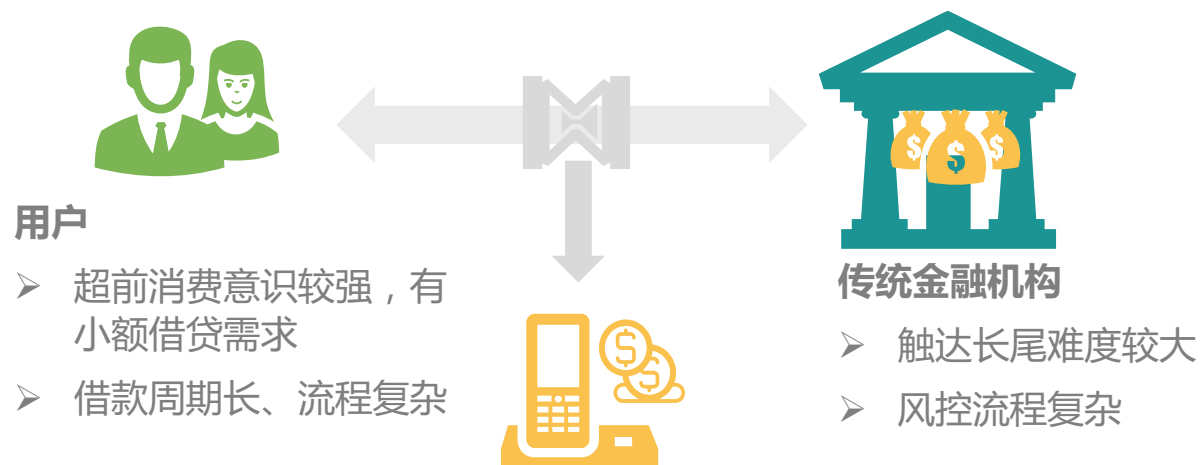 用户
➢ 超前消费意识较强，有
小额借贷需求
➢ 借款周期长、流程复杂
传统金融机构
➢ 触达长尾难度较大
➢ 风控流程复杂